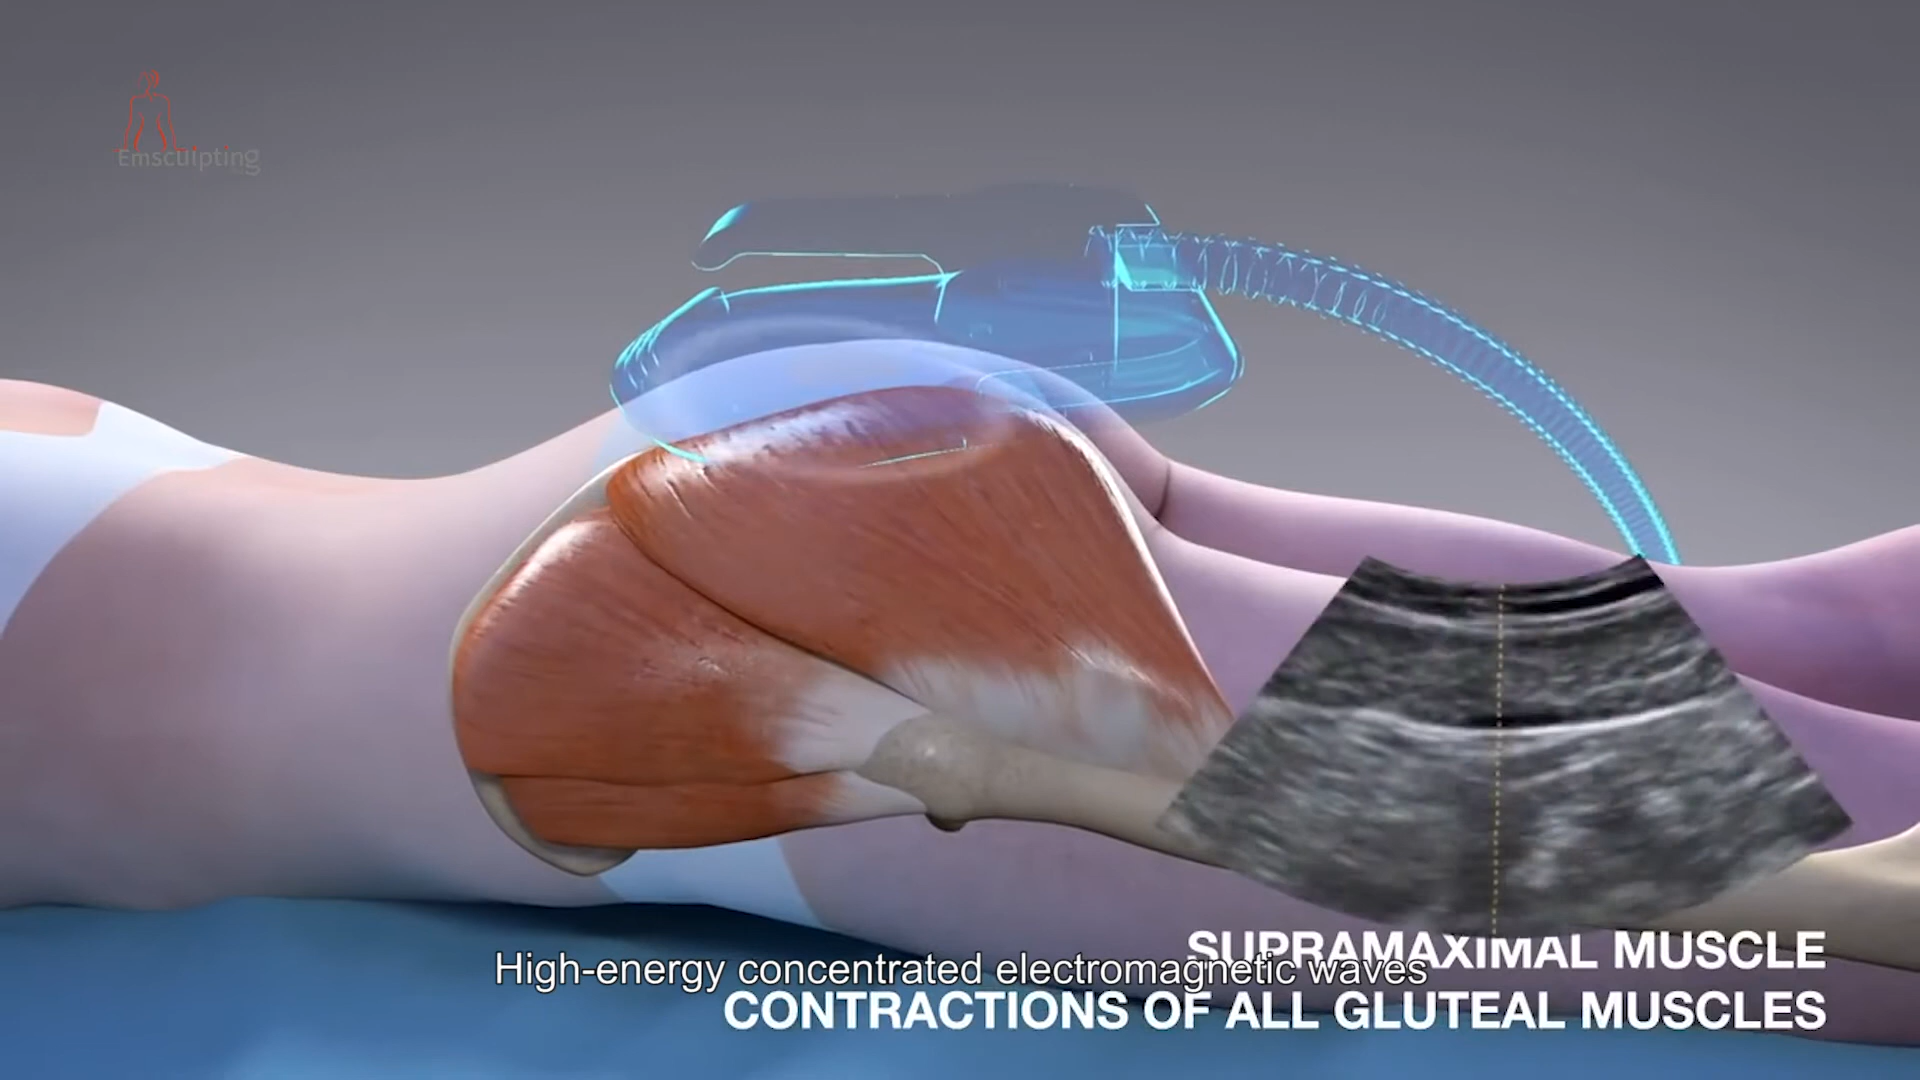 Emsculpting
SUPRAMAXIMAL MUSCLE
High-energy concentrated electromagnetic waves
CONTRACTIONS OF ALL GLUTEAL MUSCLES